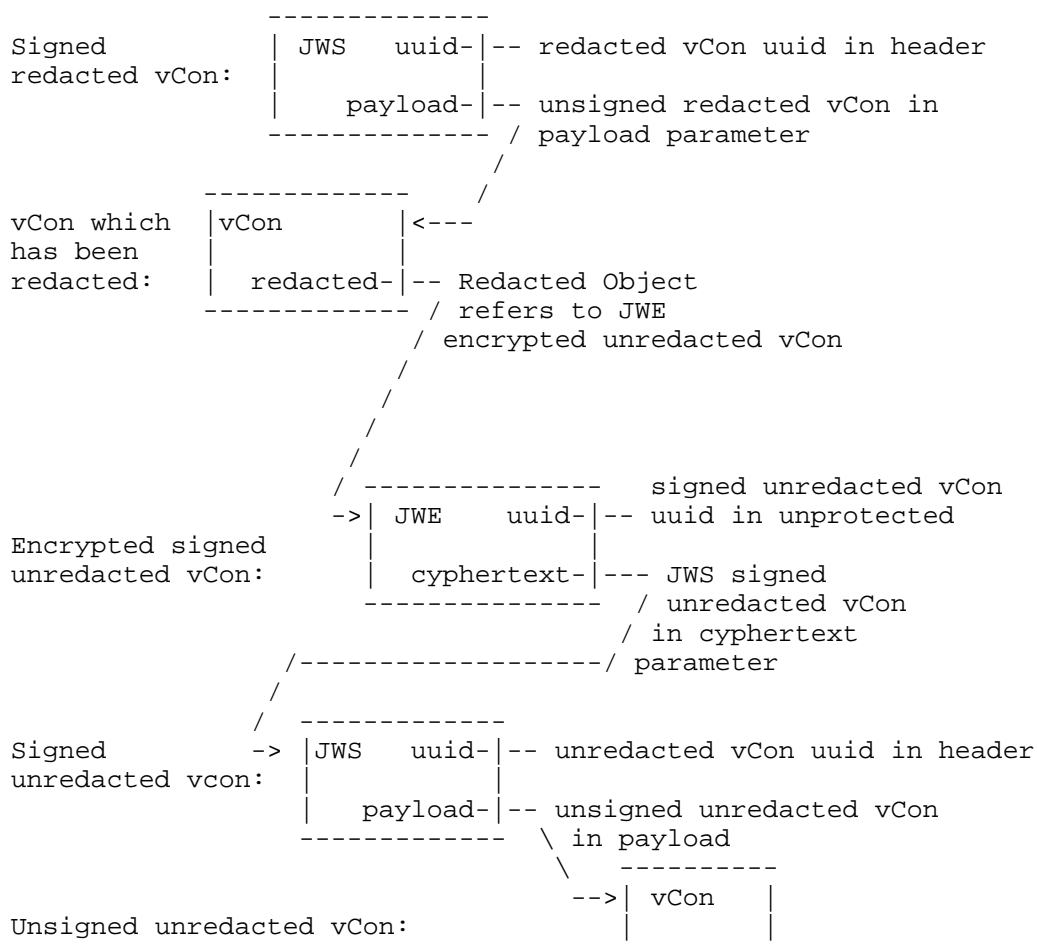 --------------
Signed         | JWS   uuid-|-- redacted vCon uuid in header
redacted vCon: |            |
               |    payload-|-- unsigned redacted vCon in
               -------------- / payload parameter
                             /
           -------------    /
vCon which |vCon       |<---
has been   |           |
redacted:  |  redacted-|-- Redacted Object
           ------------- / refers to JWE
                        / encrypted unredacted vCon
                       /
                      /
                     /
                    /
                   / ---------------   signed unredacted vCon
                   ->| JWE    uuid-|-- uuid in unprotected
Encrypted signed     |             |
unredacted vCon:     |  cyphertext-|--- JWS signed
                     ---------------  / unredacted vCon
                                     / in cyphertext
                /-------------------/ parameter
               /
              /  -------------
Signed        -> |JWS   uuid-|-- unredacted vCon uuid in header
unredacted vcon: |           |
                 |   payload-|-- unsigned unredacted vCon
                 -------------  \ in payload
                                 \   ----------
                                  -->| vCon   |
Unsigned unredacted vCon:            |        |